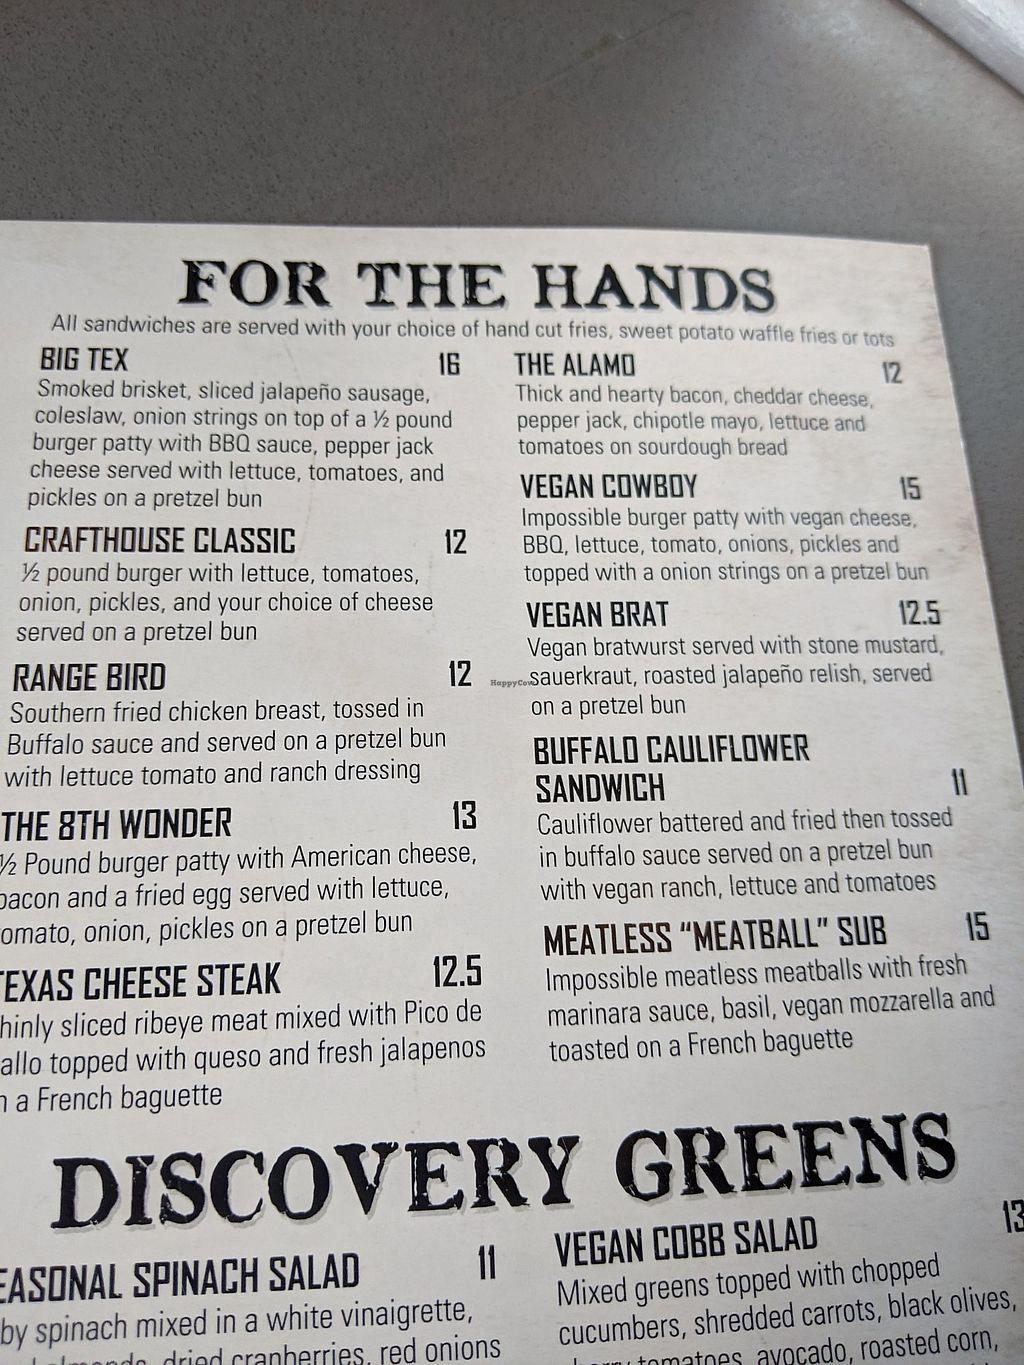 FOR THE HANDS
All sandwiches are served with your choice of hand cut fries, sweet potato waffle fries or tots
BIG TEX 16
Smoked brisket, sliced jalapeño sausage,
coleslaw, onion strings on top of a ½ pound
burger patty with BBQ sauce, pepper jack
cheese served with lettuce, tomatoes, and
pickles on a pretzel bun
CRAFTHOUSE CLASSIC 12
½ pound burger with lettuce, tomatoes,
onion, pickles, and your choice of cheese
served on a pretzel bun
RANGE BIRD 12
Southern fried chicken breast, tossed in
Buffalo sauce and served on a pretzel bun
with lettuce tomato and ranch dressing
THE 8TH WONDER 13
½ Pound burger patty with American cheese,
bacon and a fried egg served with lettuce,
omato, onion, pickles on a pretzel bun
TEXAS CHEESE STEAK 12.5
hinly sliced ribeye meat mixed with Pico de
allo topped with queso and fresh jalapenos
n a French baguette
THE ALAMO 12
Thick and hearty bacon, cheddar cheese,
pepper jack, chipotle mayo, lettuce and
tomatoes on sourdough bread
VEGAN COWBOY 15
Impossible burger patty with vegan cheese,
BBQ, lettuce, tomato, onions, pickles and
topped with a onion strings on a pretzel bun
VEGAN BRAT 12.5
Vegan bratwurst served with stone mustard,
sauerkraut, roasted jalapeño relish, served
on a pretzel bun
BUFFALO CAULIFLOWER
SANDWICH 11
Cauliflower battered and fried then tossed
in buffalo sauce served on a pretzel bun
with vegan ranch, lettuce and tomatoes
MEATLESS “MEATBALL” SUB 15
Impossible meatless meatballs with fresh
marinara sauce, basil, vegan mozzarella and
toasted on a French baguette
HappyCow
DISCOVERY GREENS
EASONAL SPINACH SALAD 11
by spinach mixed in a white vinaigrette,
almonds, dried cranberries, red onions
VEGAN COBB SALAD 13
Mixed greens topped with chopped
cucumbers, shredded carrots, black olives,
tomatoes, avocado, roasted corn,